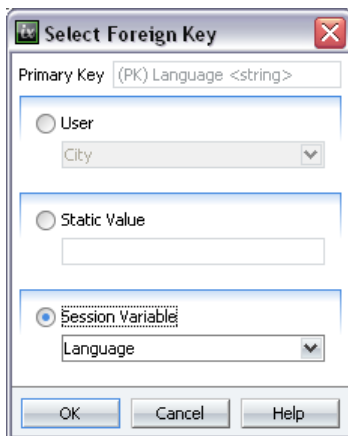 Select Foreign Key
Primary Key (PK) Language <string>
User
City
Static Value
Session Variable
Language
OK Cancel Help